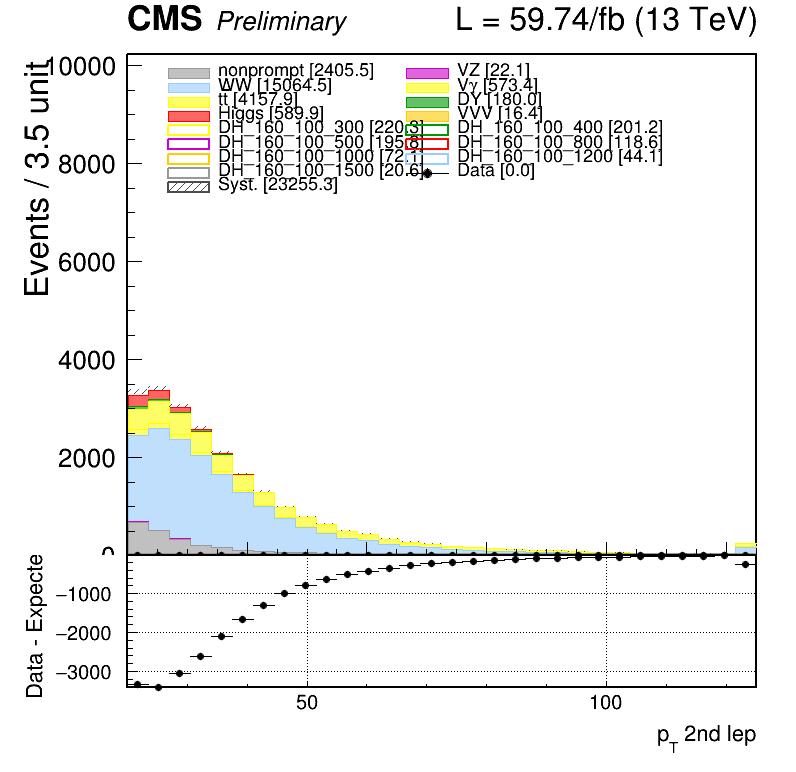 CMS Preliminary L = 59.74/fb (13 TeV)
Events / 3.5 unit
10000
8000
6000
4000
2000
0
nonprompt [2405.5]
VZ [22.1]
WW [15064.5]
Vγ [573.4]
tt [4157.9]
DY [180.0]
Higgs [589.9]
VVV [16.4]
DH_160_100_300 [220.3]
DH_160_100_400 [201.2]
DH_160_100_500 [195.8]
DH_160_100_800 [118.6]
DH_160_100_1000 [72.1]
DH_160_100_1200 [44.1]
DH_160_100_1500 [20.6]
Data [0.0]
Syst. [23255.3]
Data - Expecte
−1000
−2000
−3000
50 100
pT 2nd lep